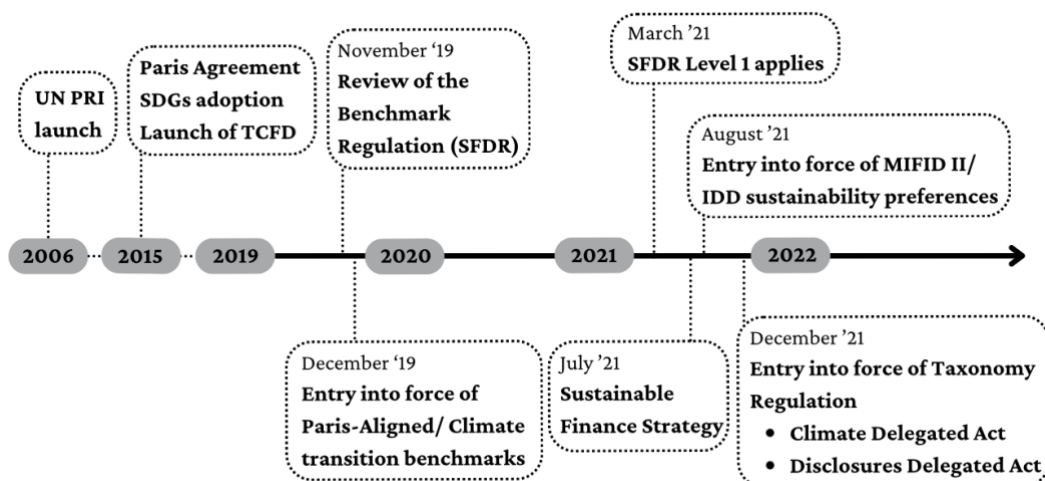 UN PRI
launch
Paris Agreement
SDGs adoption
Launch of TCFD
November ‘19
Review of the
Benchmark
Regulation (SFDR)
March ’21
SFDR Level 1 applies
August ’21
Entry into force of MIFID II/
IDD sustainability preferences
2006
2015
2019
2020
2021
2022
December ‘19
Entry into force of
Paris-Aligned/ Climate
transition benchmarks
July ’21
Sustainable
Finance Strategy
December ’21
Entry into force of Taxonomy
Regulation
• Climate Delegated Act
• Disclosures Delegated Act